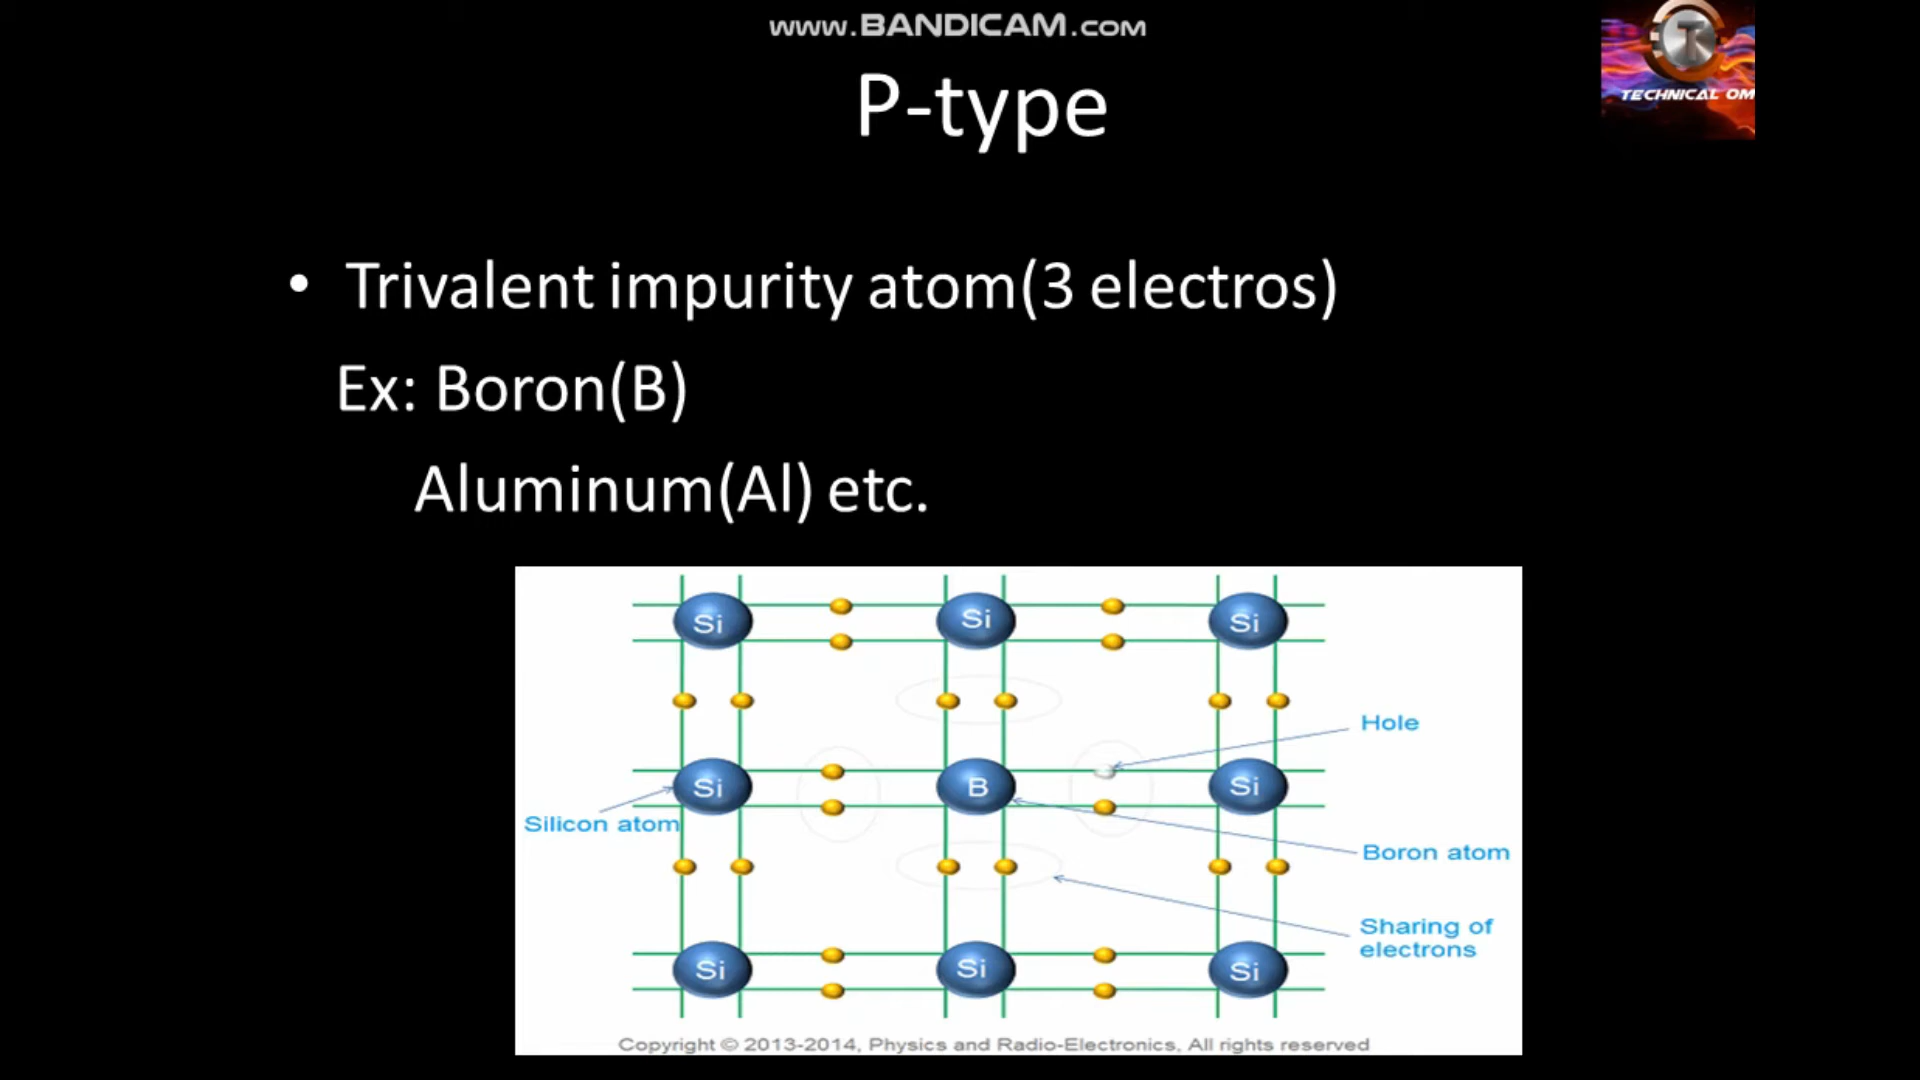 www.BANDICAM.com
TECHNICAL OM
P-type
• Trivalent impurity atom(3 electros)
Ex: Boron(B)
Aluminum(Al) etc.
Si Si Si
Hole
Si B Si
Silicon atom
Boron atom
Sharing of
electrons
Si Si Si
Copyright © 2013-2014, Physics and Radio-Electronics, All rights reserved